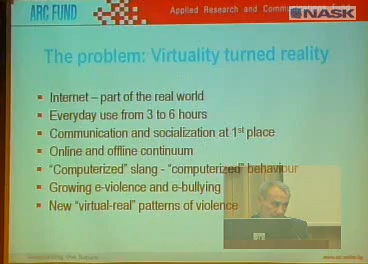 ARC FUND
Applied Research and Commu
NASK
The problem: Virtuality turned reality
Internet – part of the real world
Everyday use from 3 to 6 hours
Communication and socialization at 1st place
Online and offline continuum
“Computerized” slang - “computerized” behaviour
Growing e-violence and e-bullying
New “virtual-real” patterns of violence